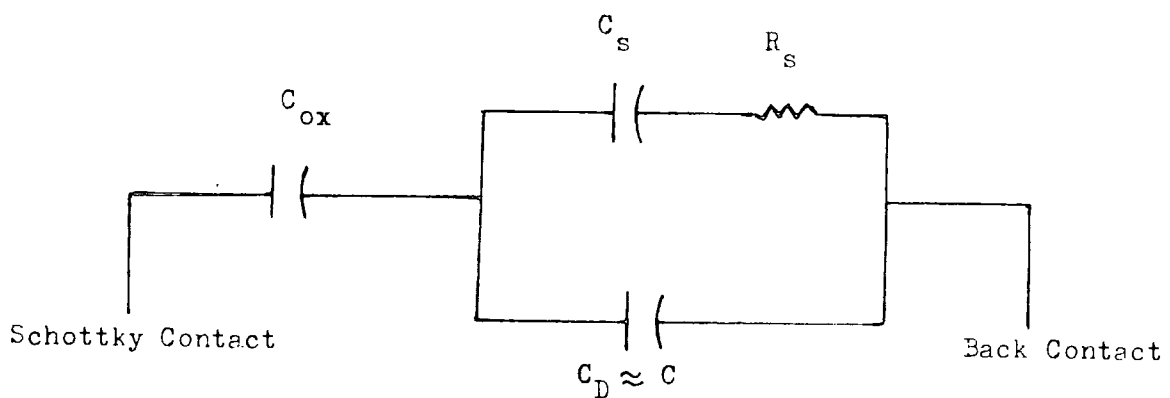 C_s
R_s
C_ox
Schottky Contact
Back Contact
C_D ≈ C